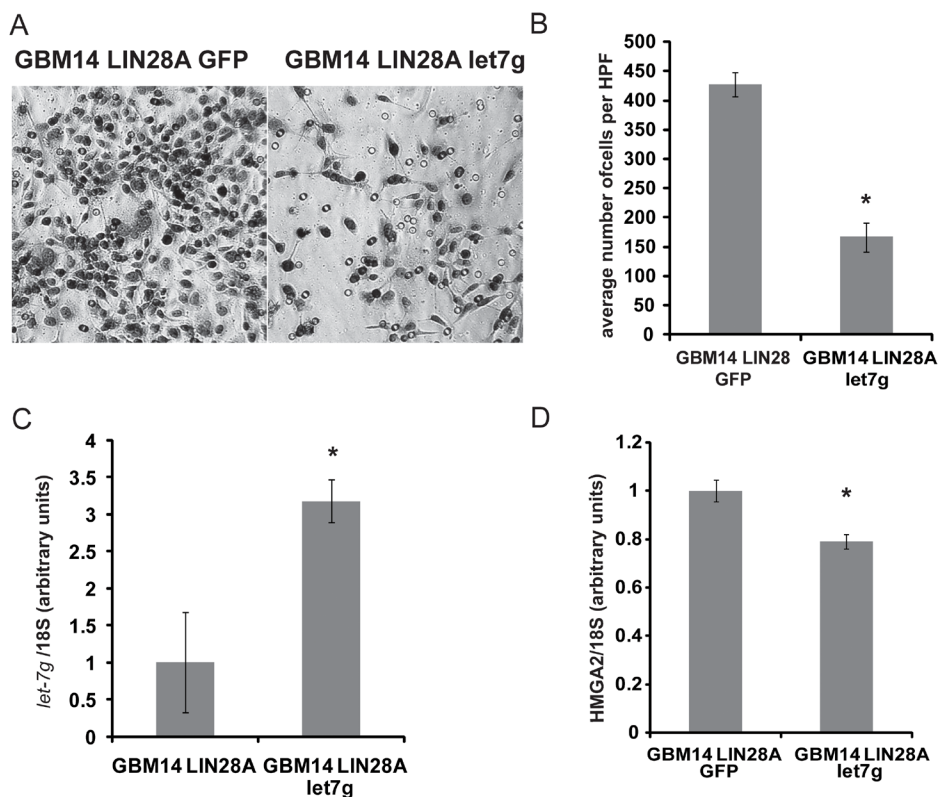 A
GBM14 LIN28A GFP
GBM14 LIN28A let7g
B
average number ofcells per HPF
500
450
400
350
300
250
200
150
100
50
0
*
GBM14 LIN28
GFP
GBM14 LIN28A
let7g
C
let-7g /18S (arbitrary units)
4
3.5
3
2.5
2
1.5
1
0.5
0
*
GBM14 LIN28A
GBM14 LIN28A
let7g
D
HMGA2/18S (arbitrary units)
1.2
1
0.8
0.6
0.4
0.2
0
*
GBM14 LIN28A
GFP
GBM14 LIN28A
let7g